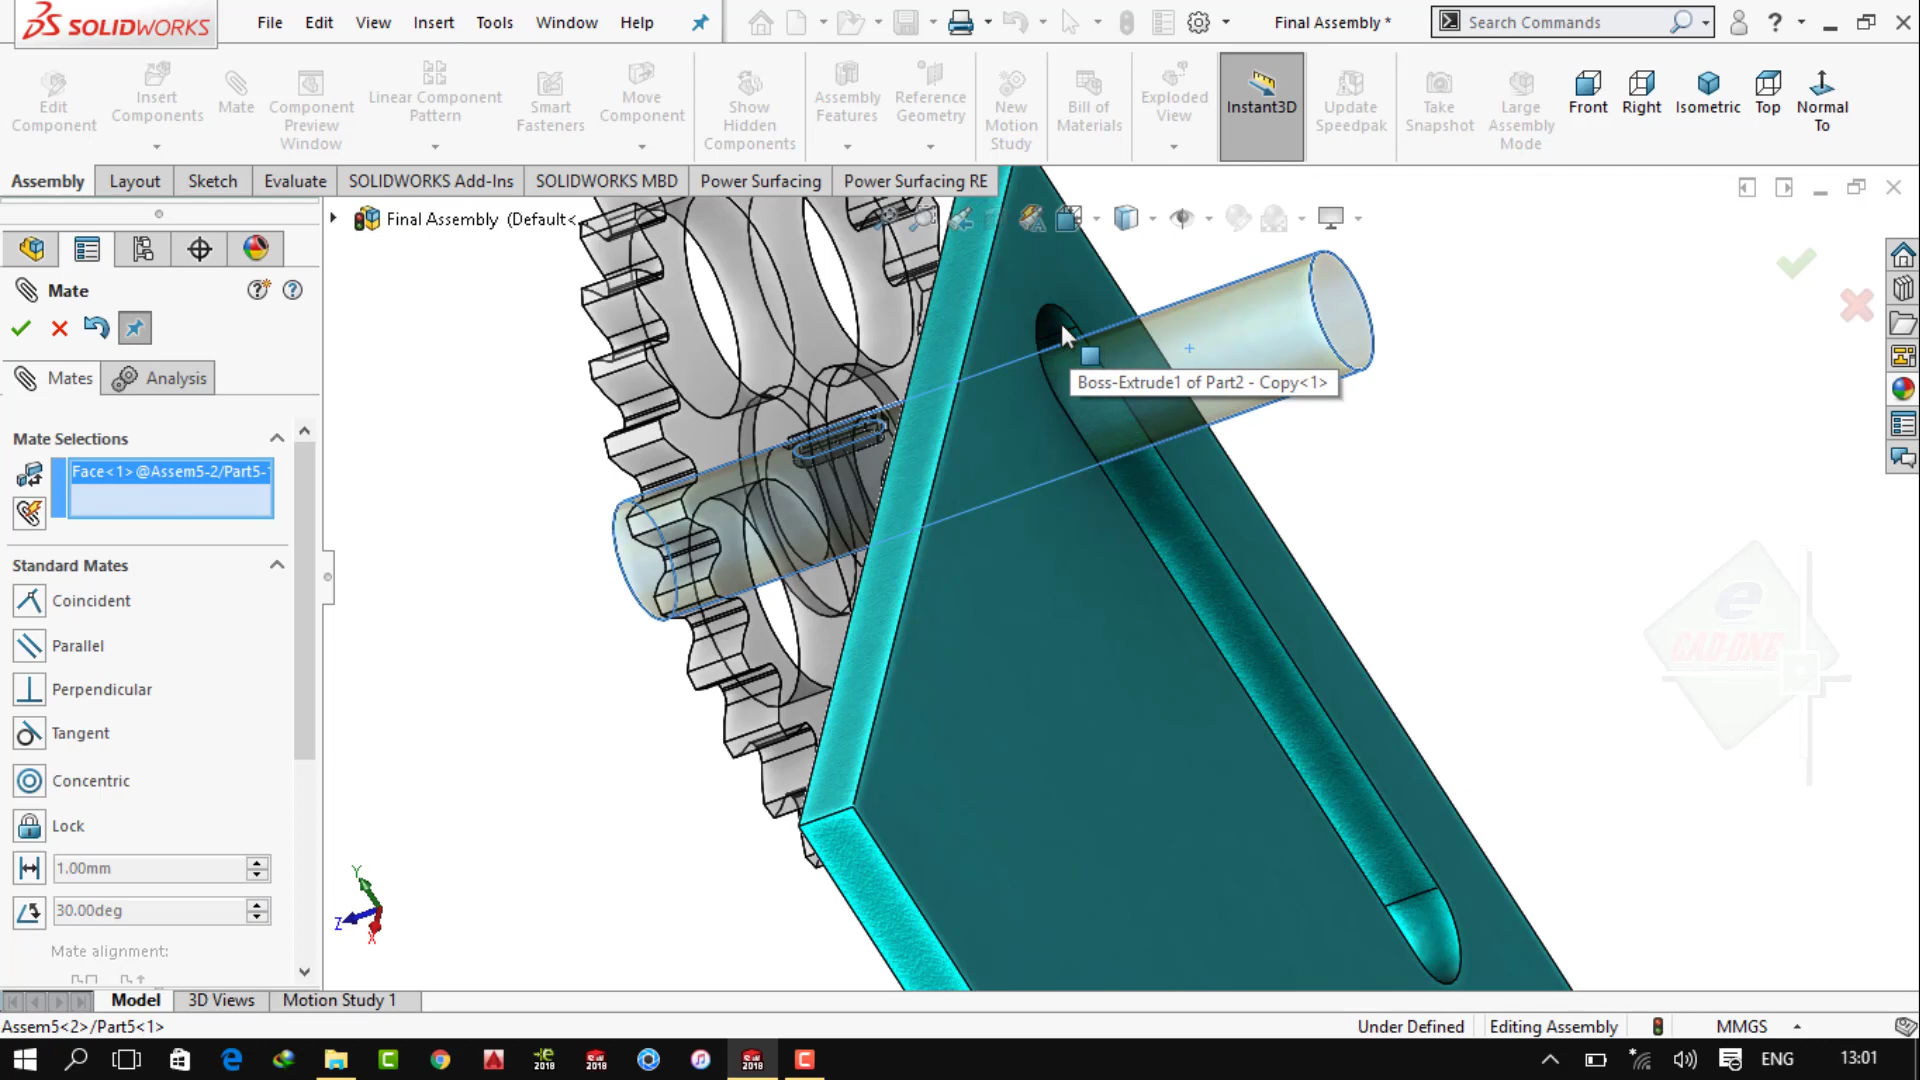 SOLIDWORKS File Edit View Insert Tools Window Help Final Assembly * Search Commands ?
Edit Component
Insert Components
Mate
Component Preview Window
Linear Component Pattern
Smart Fasteners
Move Component
Show Hidden Components
Assembly Features
Reference Geometry
New Motion Study
Bill of Materials
Exploded View
Instant3D
Update Speedpak
Take Snapshot
Large Assembly Mode
Front
Right
Isometric
Top
Normal To
Assembly Layout Sketch Evaluate SOLIDWORKS Add-Ins SOLIDWORKS MBD Power Surfacing Power Surfacing RE
Final Assembly (Default<
Mate
Mates Analysis
Boss-Extrude1 of Part2 - Copy<1>
Mate Selections
Face<1>@Assem5-2/Part5-
Standard Mates
Coincident
Parallel
Perpendicular
Tangent
Concentric
Lock
1.00mm
30.00deg
Mate alignment:
Y
Z
X
e
CAD-ONE
Model 3D Views Motion Study 1
Assem5<2>/Part5<1> Under Defined Editing Assembly MMGS
2018 2018 2018 ENG 13:01